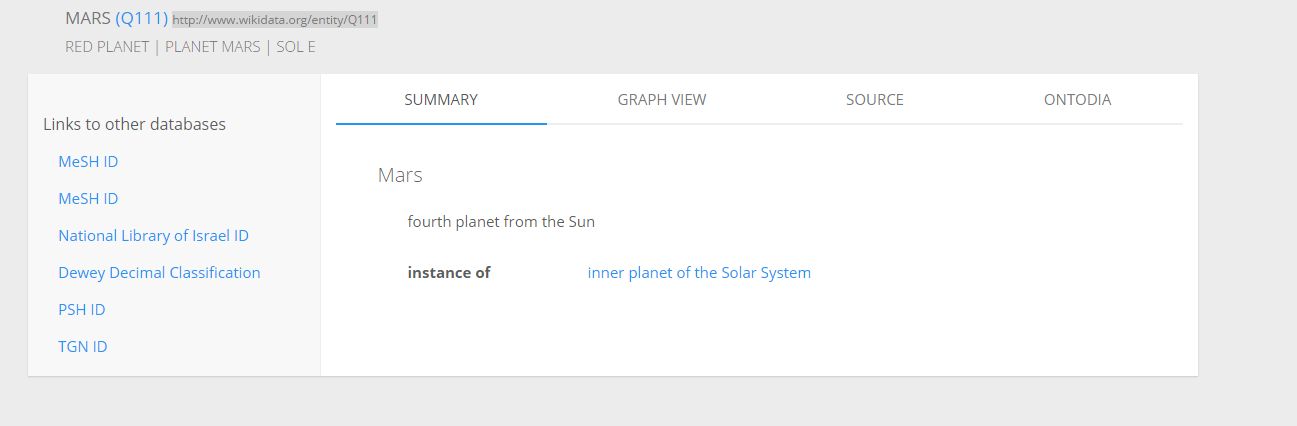 MARS (Q111) http://www.wikidata.org/entity/Q111
RED PLANET | PLANET MARS | SOL E
Links to other databases
MeSH ID
MeSH ID
National Library of Israel ID
Dewey Decimal Classification
PSH ID
TGN ID
SUMMARY GRAPH VIEW SOURCE ONTODIA
Mars
fourth planet from the Sun
instance of inner planet of the Solar System